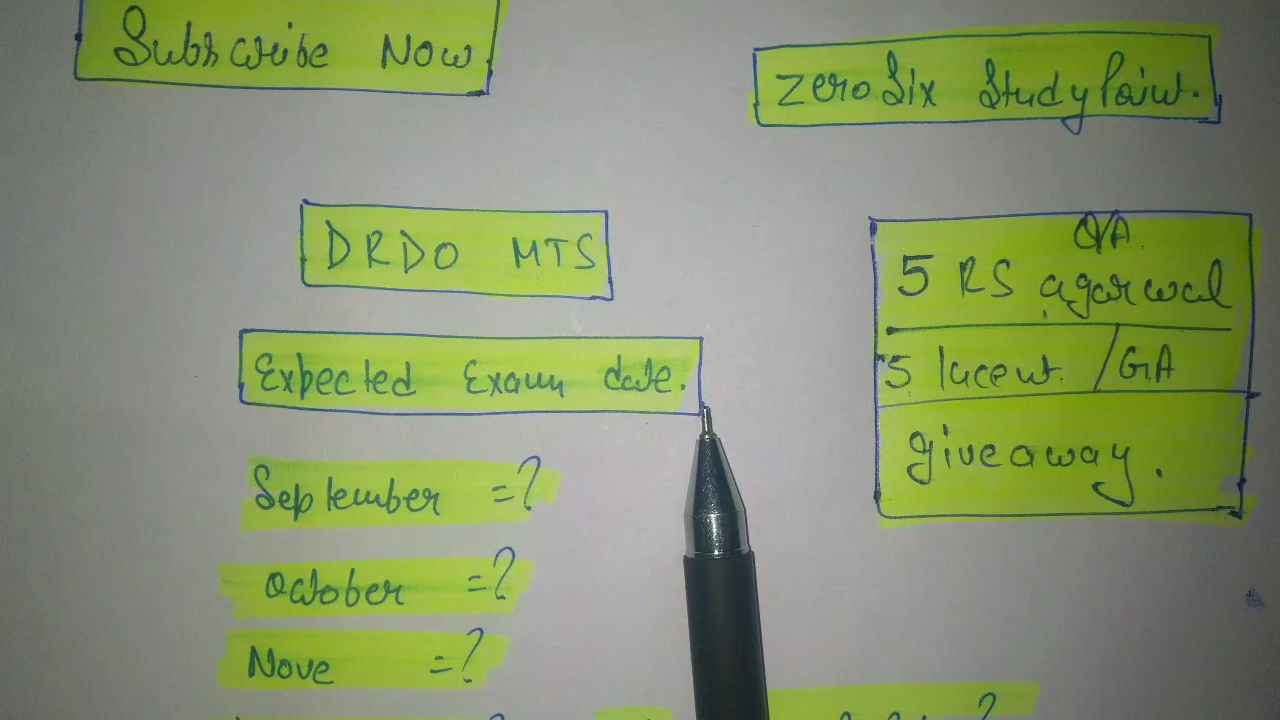 Subscribe Now
Zero Six Study Point.
DRDO MTS
Expected Exam date.
September =?
October =?
Nove =?
Q/A.
5 RS agarwal
5 lucent. / GA
giveaway.